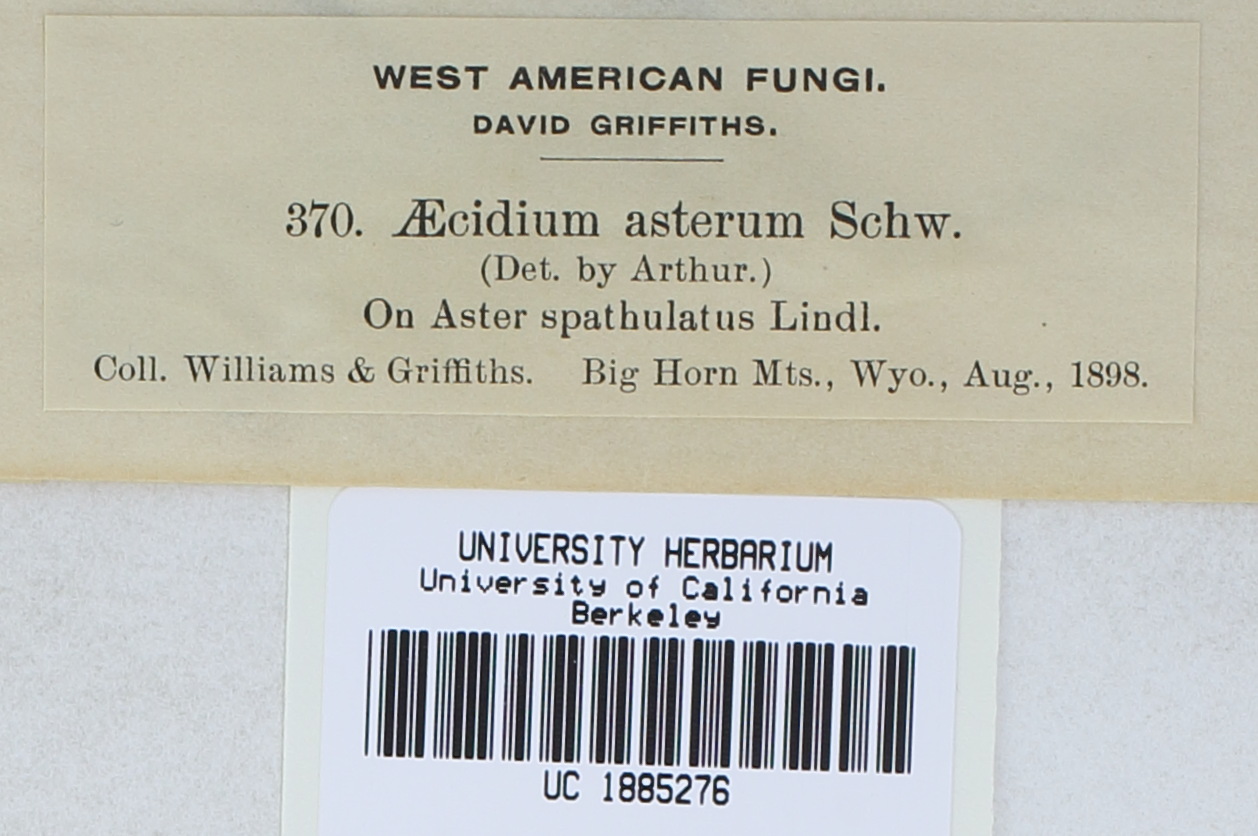 WEST AMERICAN FUNGI.
DAVID GRIFFITHS.
370. Æcidium asterum Schw.
(Det. by Arthur.)
On Aster spathulatus Lindl.
Coll. Williams & Griffiths. Big Horn Mts., Wyo., Aug., 1898.
UNIVERSITY HERBARIUM
University of California
Berkeley
UC 1885276